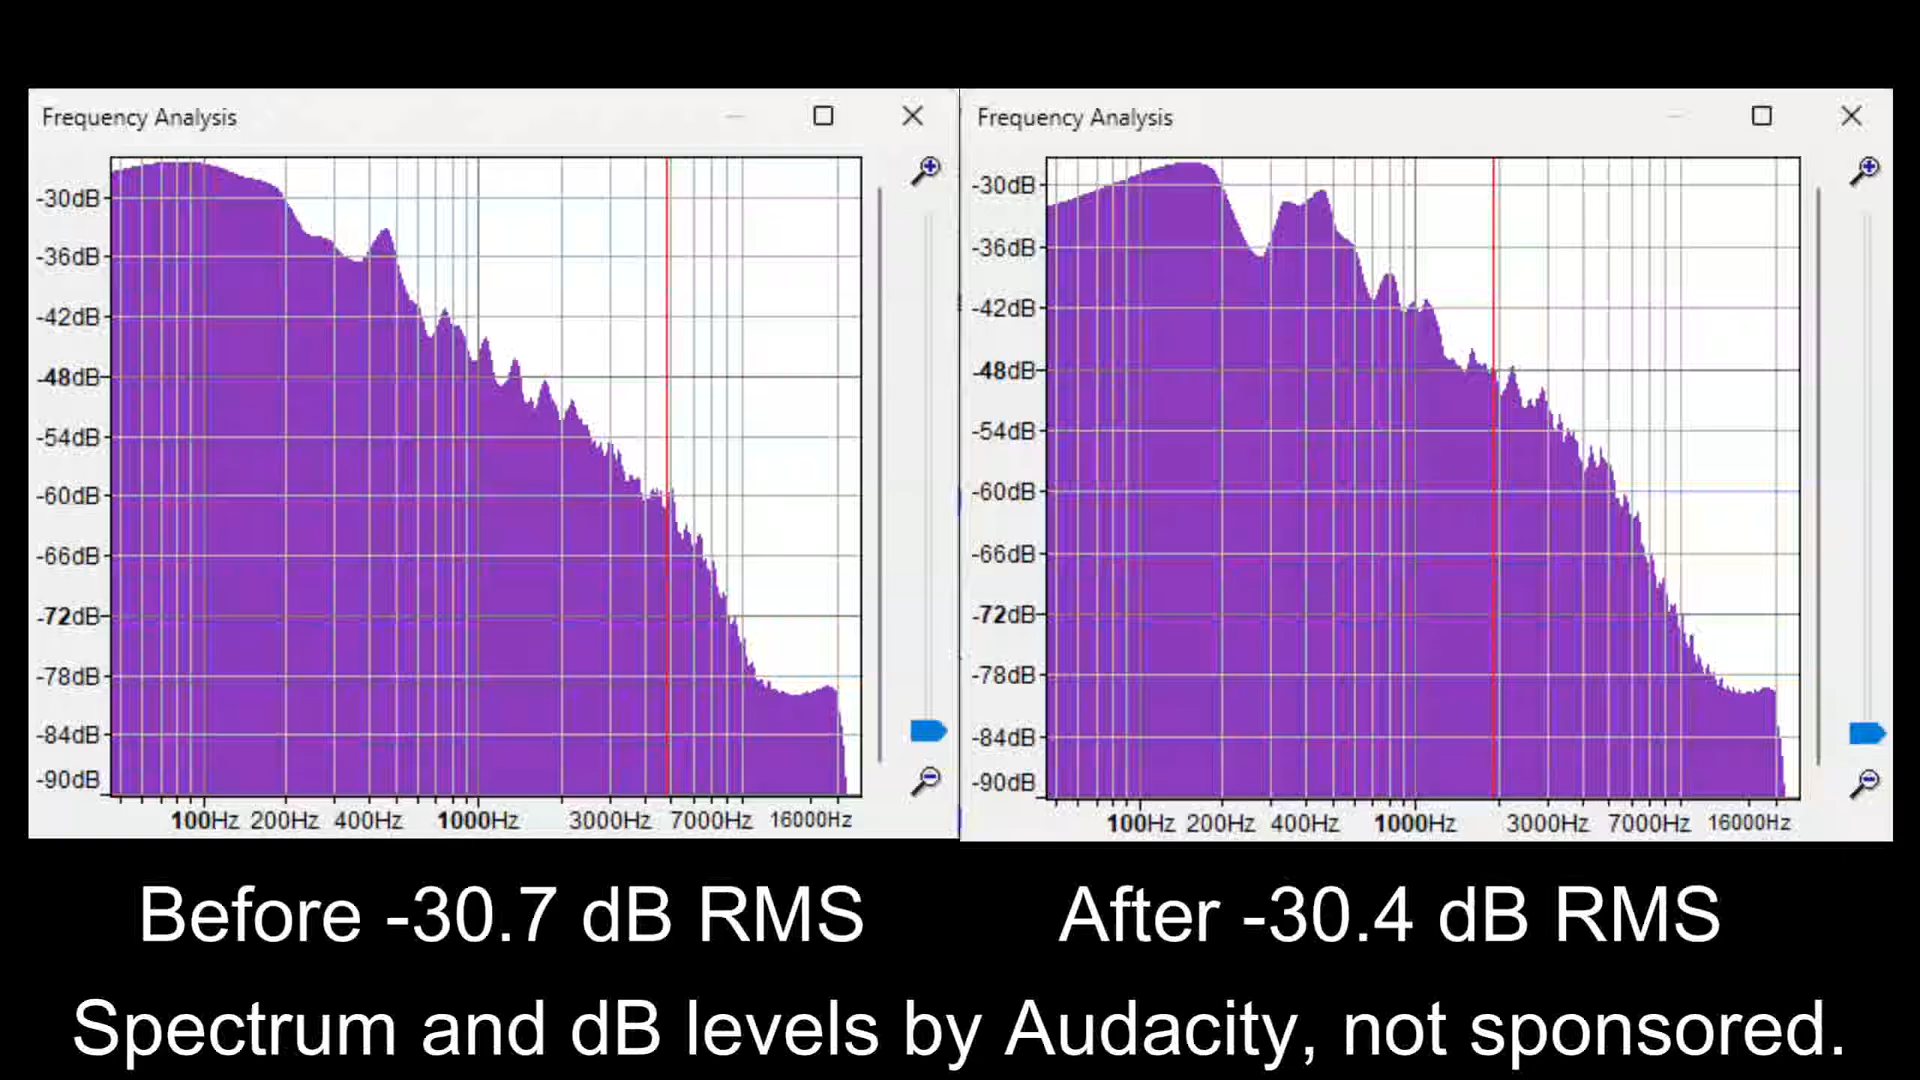 Frequency Analysis
-30dB
-36dB
-42dB
-48dB
-54dB
-60dB
-66dB
-72dB
-78dB
-84dB
-90dB
100Hz 200Hz 400Hz 1000Hz 3000Hz 7000Hz 16000Hz
Frequency Analysis
-30dB
-36dB
-42dB
-48dB
-54dB
-60dB
-66dB
-72dB
-78dB
-84dB
-90dB
100Hz 200Hz 400Hz 1000Hz 3000Hz 7000Hz 16000Hz
Before -30.7 dB RMS
After -30.4 dB RMS
Spectrum and dB levels by Audacity, not sponsored.